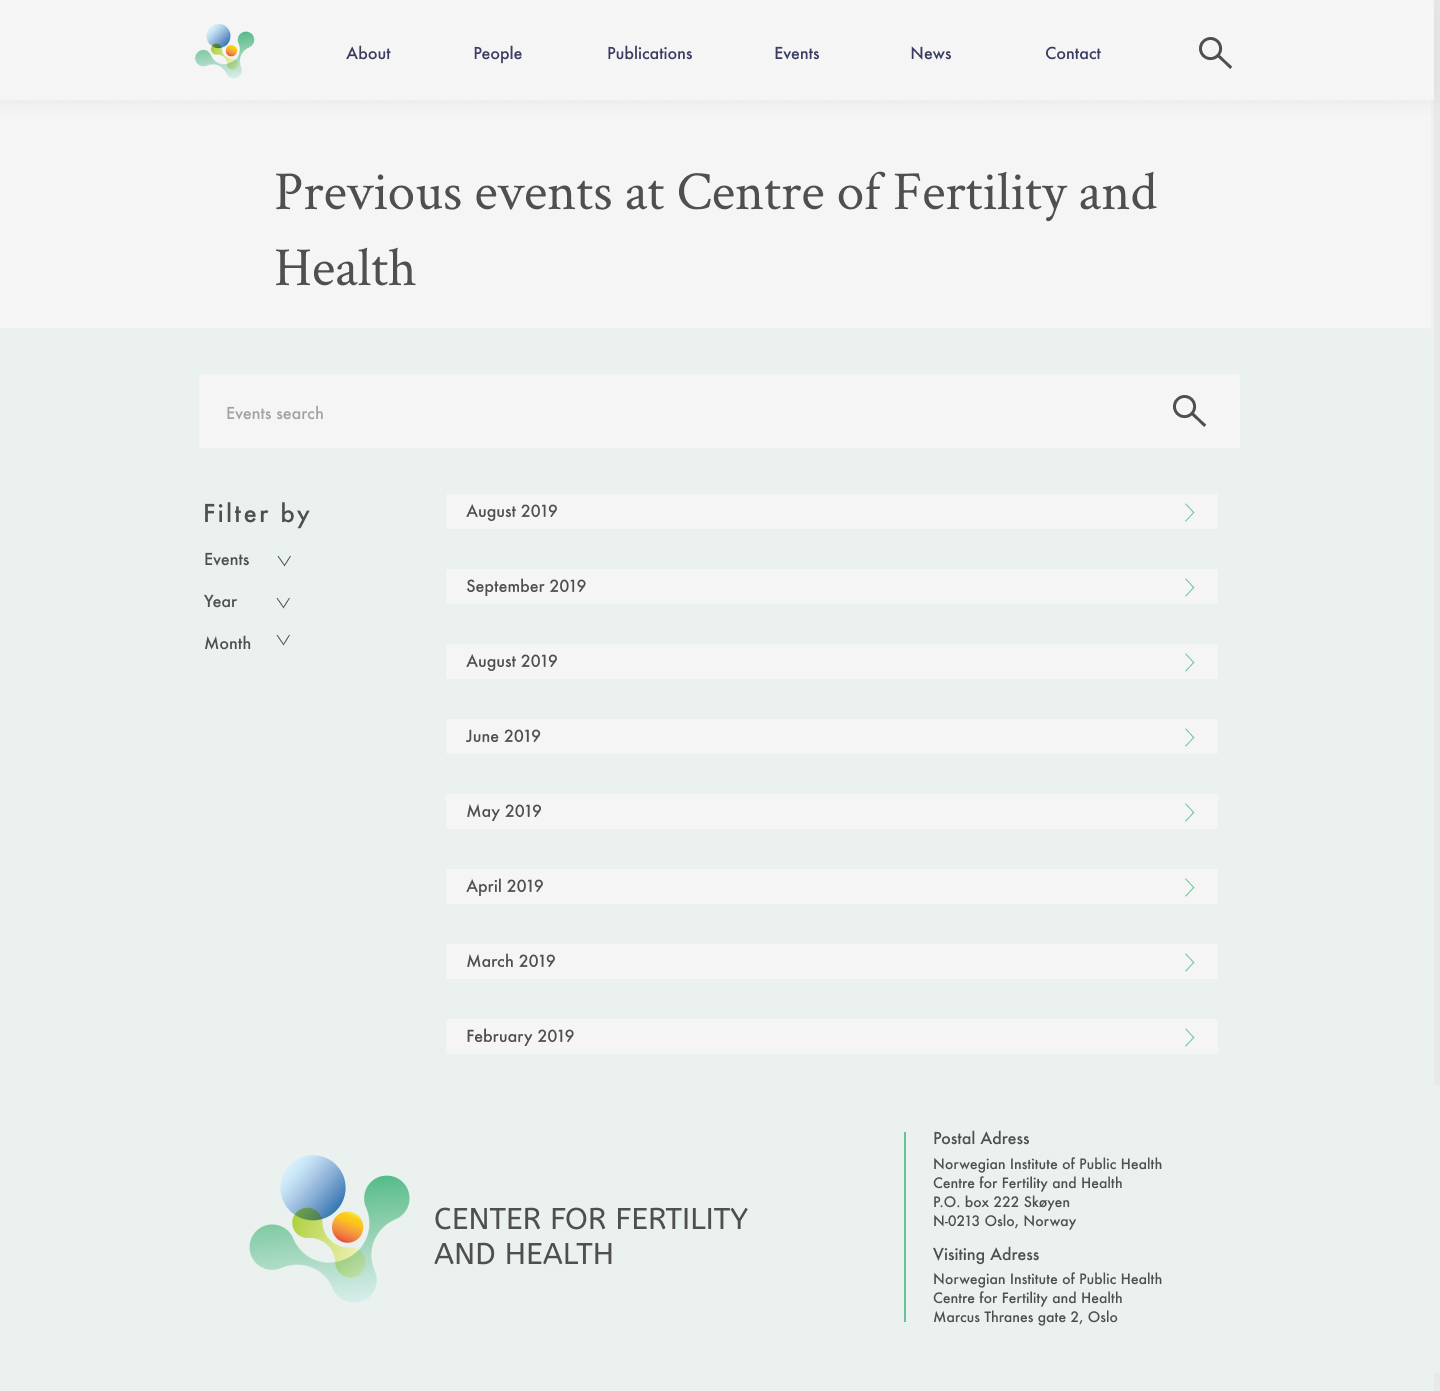 About People Publications Events News Contact
Previous events at Centre of Fertility and
Health
Events search
Filter by
Events
Year
Month
August 2019
September 2019
August 2019
June 2019
May 2019
April 2019
March 2019
February 2019
CENTER FOR FERTILITY
AND HEALTH
Postal Adress
Norwegian Institute of Public Health
Centre for Fertility and Health
P.O. box 222 Skøyen
N-0213 Oslo, Norway
Visiting Adress
Norwegian Institute of Public Health
Centre for Fertility and Health
Marcus Thranes gate 2, Oslo